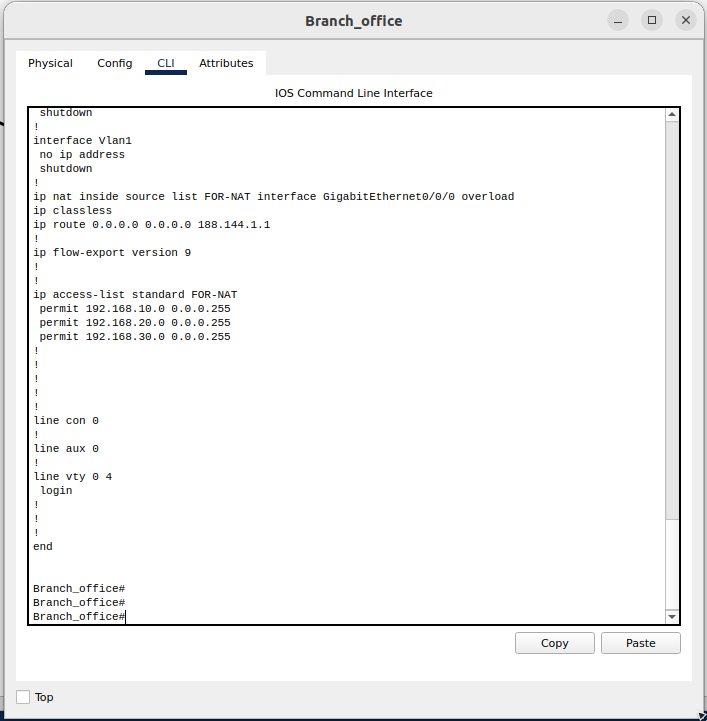 Branch_office
Physical Config CLI Attributes
IOS Command Line Interface
shutdown
!
interface Vlan1
no ip address
shutdown
!
ip nat inside source list FOR-NAT interface GigabitEthernet0/0/0 overload
ip classless
ip route 0.0.0.0 0.0.0.0 188.144.1.1
!
ip flow-export version 9
!
!
ip access-list standard FOR-NAT
permit 192.168.10.0 0.0.0.255
permit 192.168.20.0 0.0.0.255
permit 192.168.30.0 0.0.0.255
!
!
!
!
!
line con 0
!
line aux 0
!
line vty 0 4
login
!
!
!
end
Branch_office#
Branch_office#
Branch_office#
Copy Paste
Top